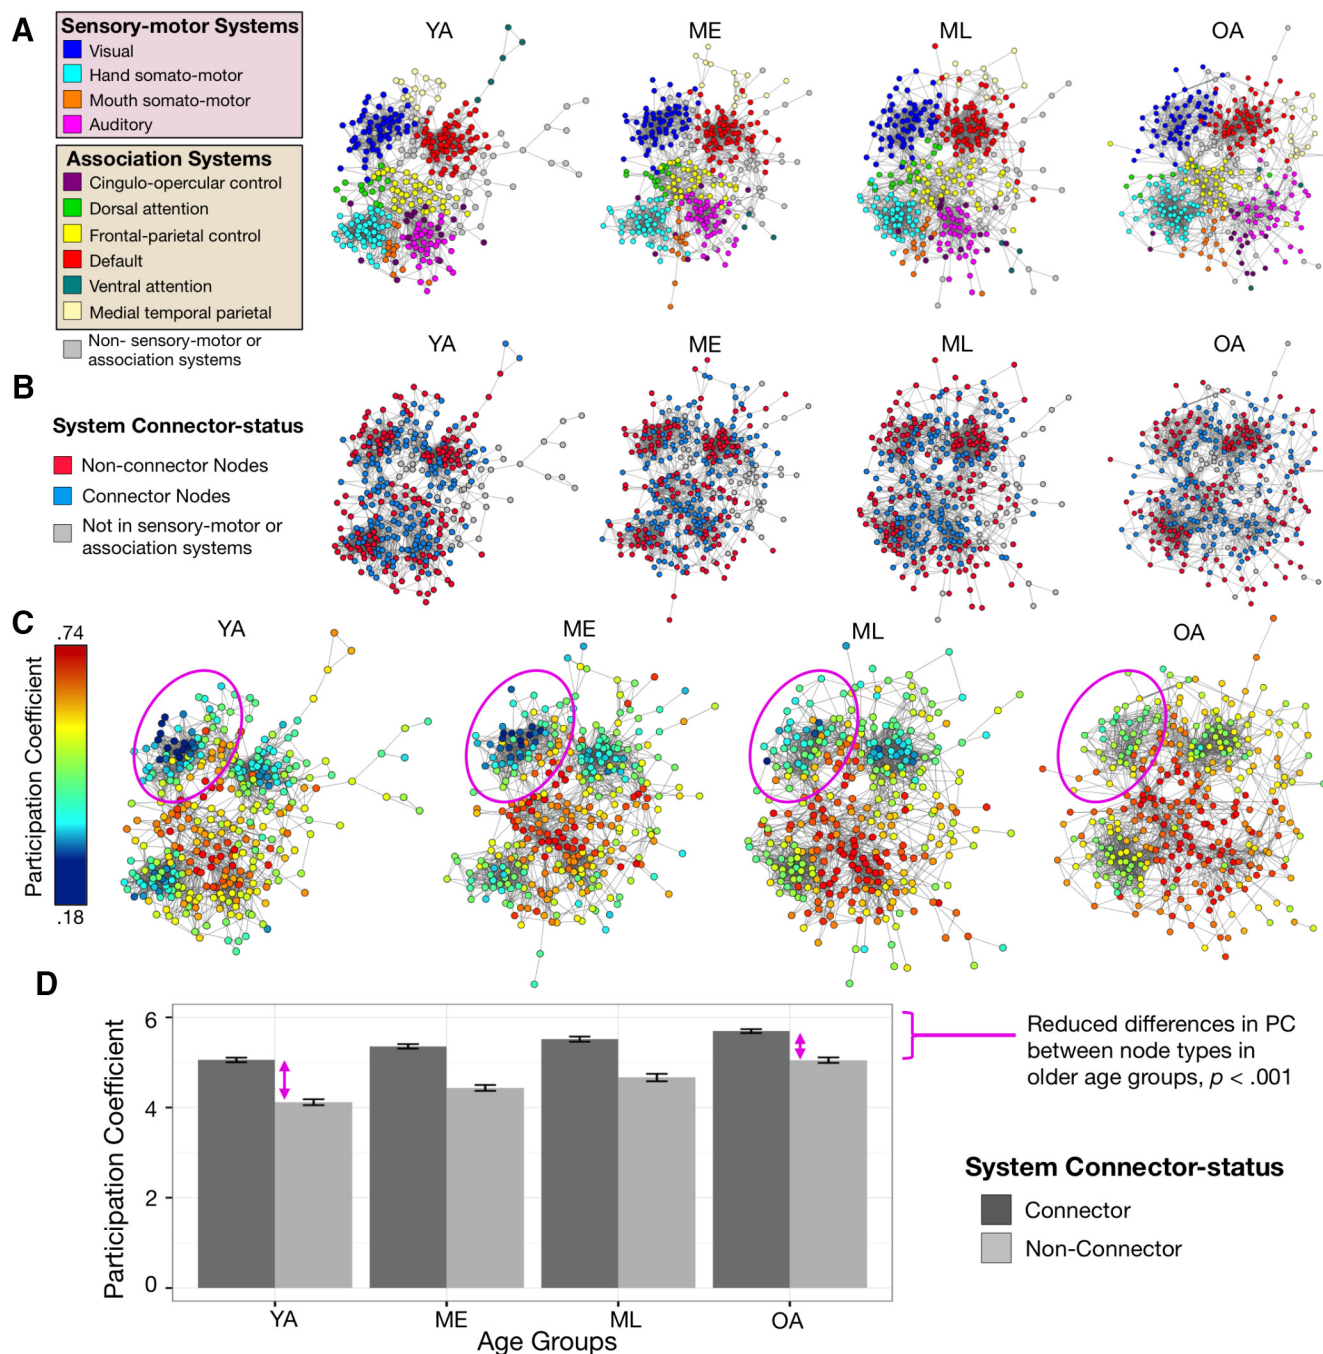 A
Sensory-motor Systems
Visual
Hand somato-motor
Mouth somato-motor
Auditory
Association Systems
Cingulo-opercular control
Dorsal attention
Frontal-parietal control
Default
Ventral attention
Medial temporal parietal
Non- sensory-motor or
association systems
YA
ME
ML
OA
B
System Connector-status
Non-connector Nodes
Connector Nodes
Not in sensory-motor or
association systems
YA
ME
ML
OA
C
.74
Participation Coefficient
.18
YA
ME
ML
OA
D
Participation Coefficient
6
4
2
0
YA
ME
ML
OA
Age Groups
Reduced differences in PC
between node types in
older age groups, p < .001
System Connector-status
Connector
Non-Connector